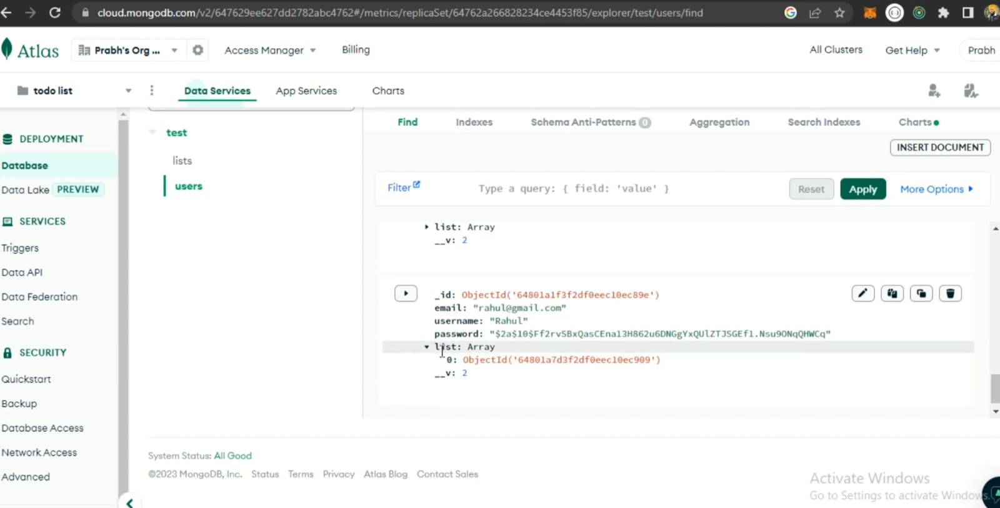 cloud.mongodb.com/v2/647629ee627dd2782abc4762#/metrics/replicaSet/64762a266828234ce4453f85/explorer/test/users/find
Atlas
Prabh's Org ...
Access Manager
Billing
All Clusters
Get Help
Prabh
todo list
Data Services
App Services
Charts
DEPLOYMENT
Database
Data Lake PREVIEW
SERVICES
Triggers
Data API
Data Federation
Search
SECURITY
Quickstart
Backup
Database Access
Network Access
Advanced
test
lists
users
Find
Indexes
Schema Anti-Patterns 0
Aggregation
Search Indexes
Charts
INSERT DOCUMENT
Filter
Type a query: { field: 'value' }
Reset
Apply
More Options
list: Array
__v: 2
_id: ObjectId('64801a1f3f2df0eec10ec89e')
email: "rahul@gmail.com"
username: "Rahul"
password: "$2a$10$Ff2rvSBxQasCEna13H862u6DNGgYxQUlZTJSGEf1.Nsu9ONqQHWCq"
list: Array
0: ObjectId('64801a7d3f2df0eec10ec909')
__v: 2
System Status: All Good
©2023 MongoDB, Inc. Status Terms Privacy Atlas Blog Contact Sales
Activate Windows
Go to Settings to activate Windows.